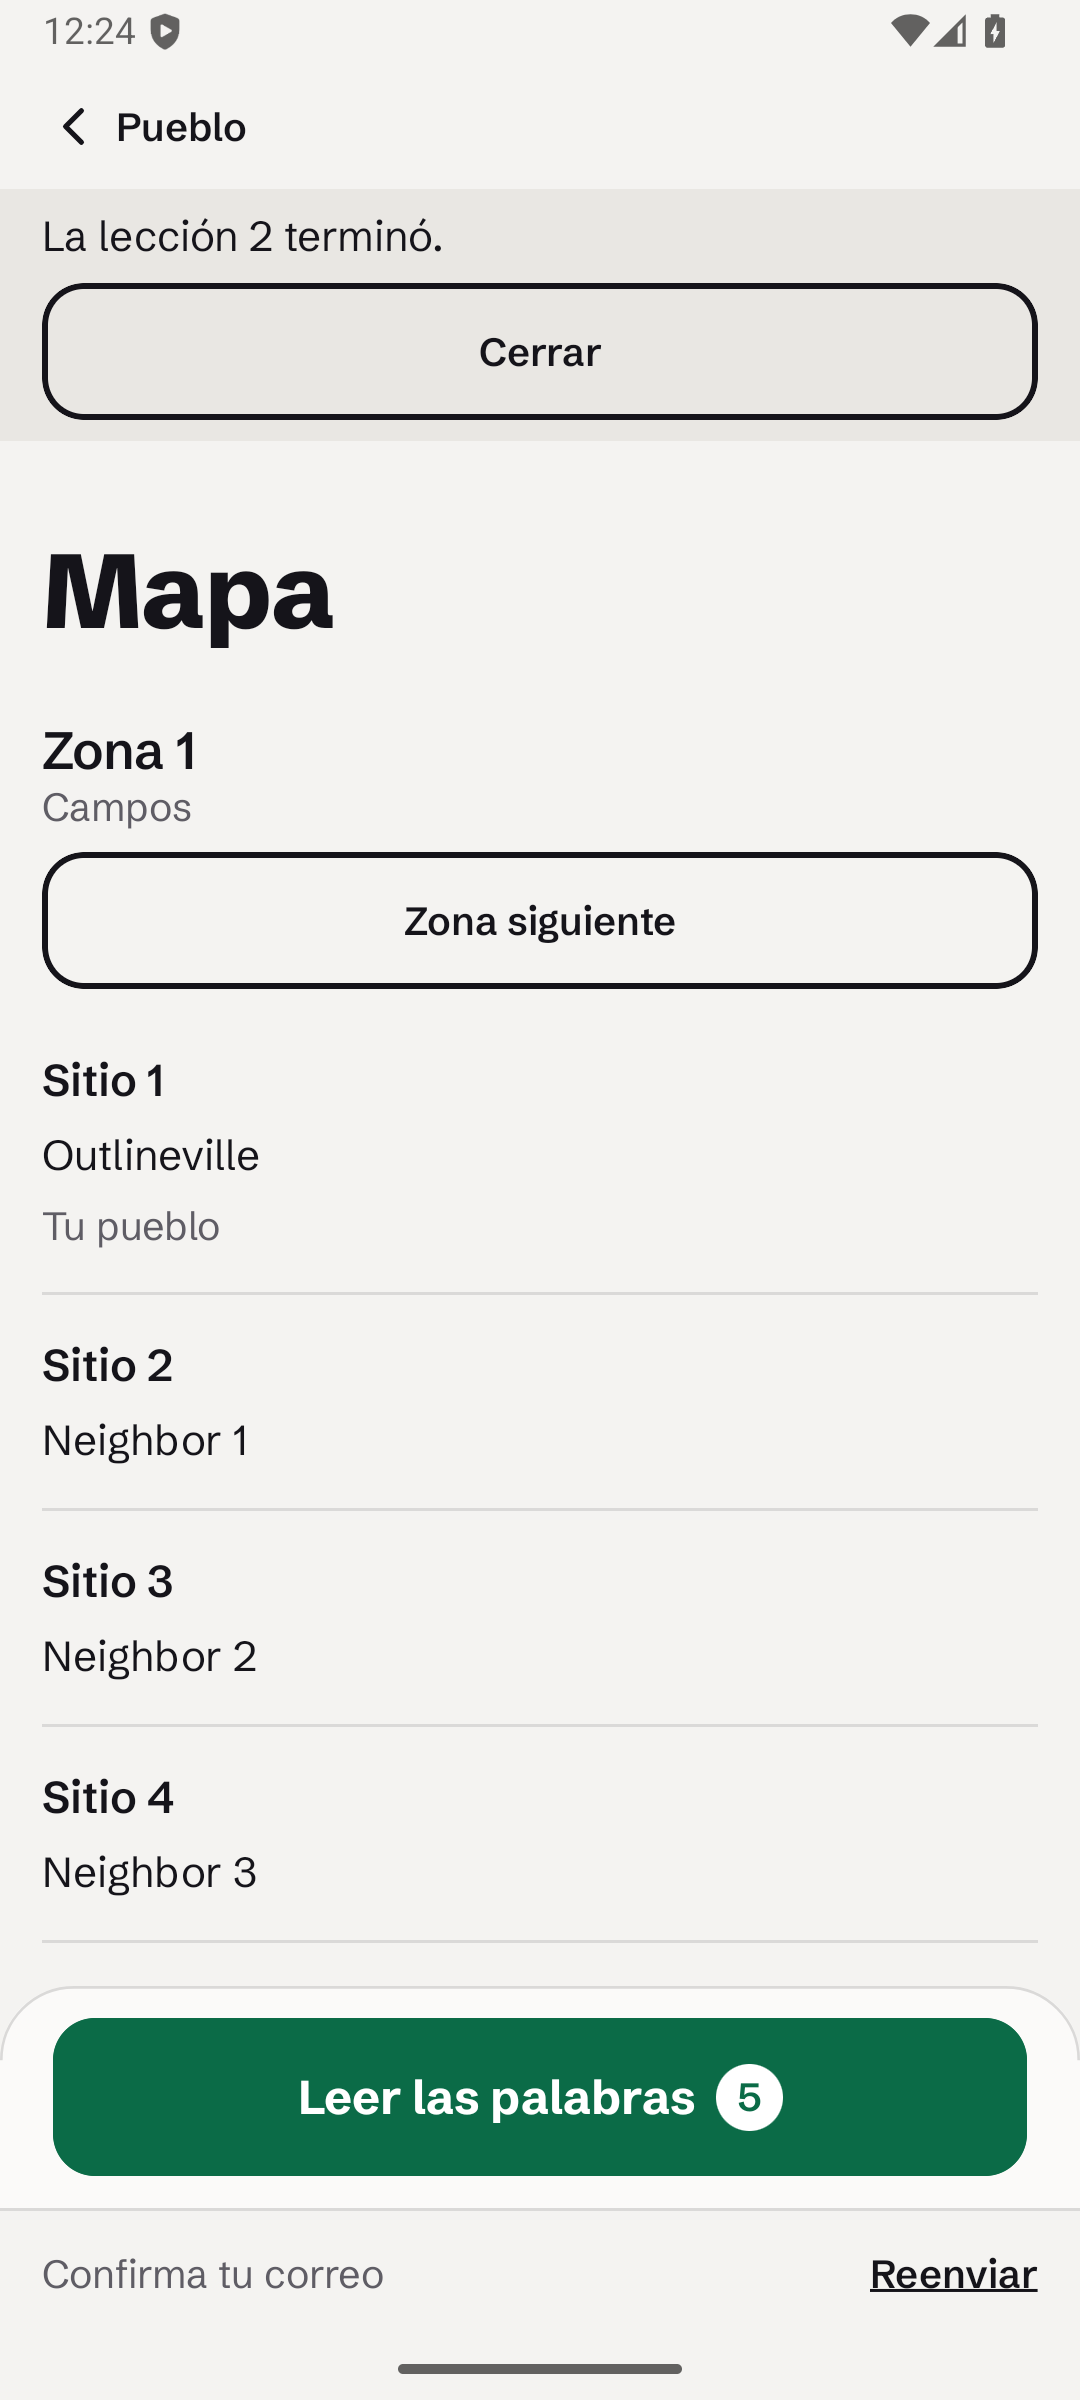 12:24
Pueblo
La lección 2 terminó.
Cerrar
Mapa
Zona 1
Campos
Zona siguiente
Sitio 1
Outlineville
Tu pueblo
Sitio 2
Neighbor 1
Sitio 3
Neighbor 2
Sitio 4
Neighbor 3
Leer las palabras 5
Confirma tu correo Reenviar